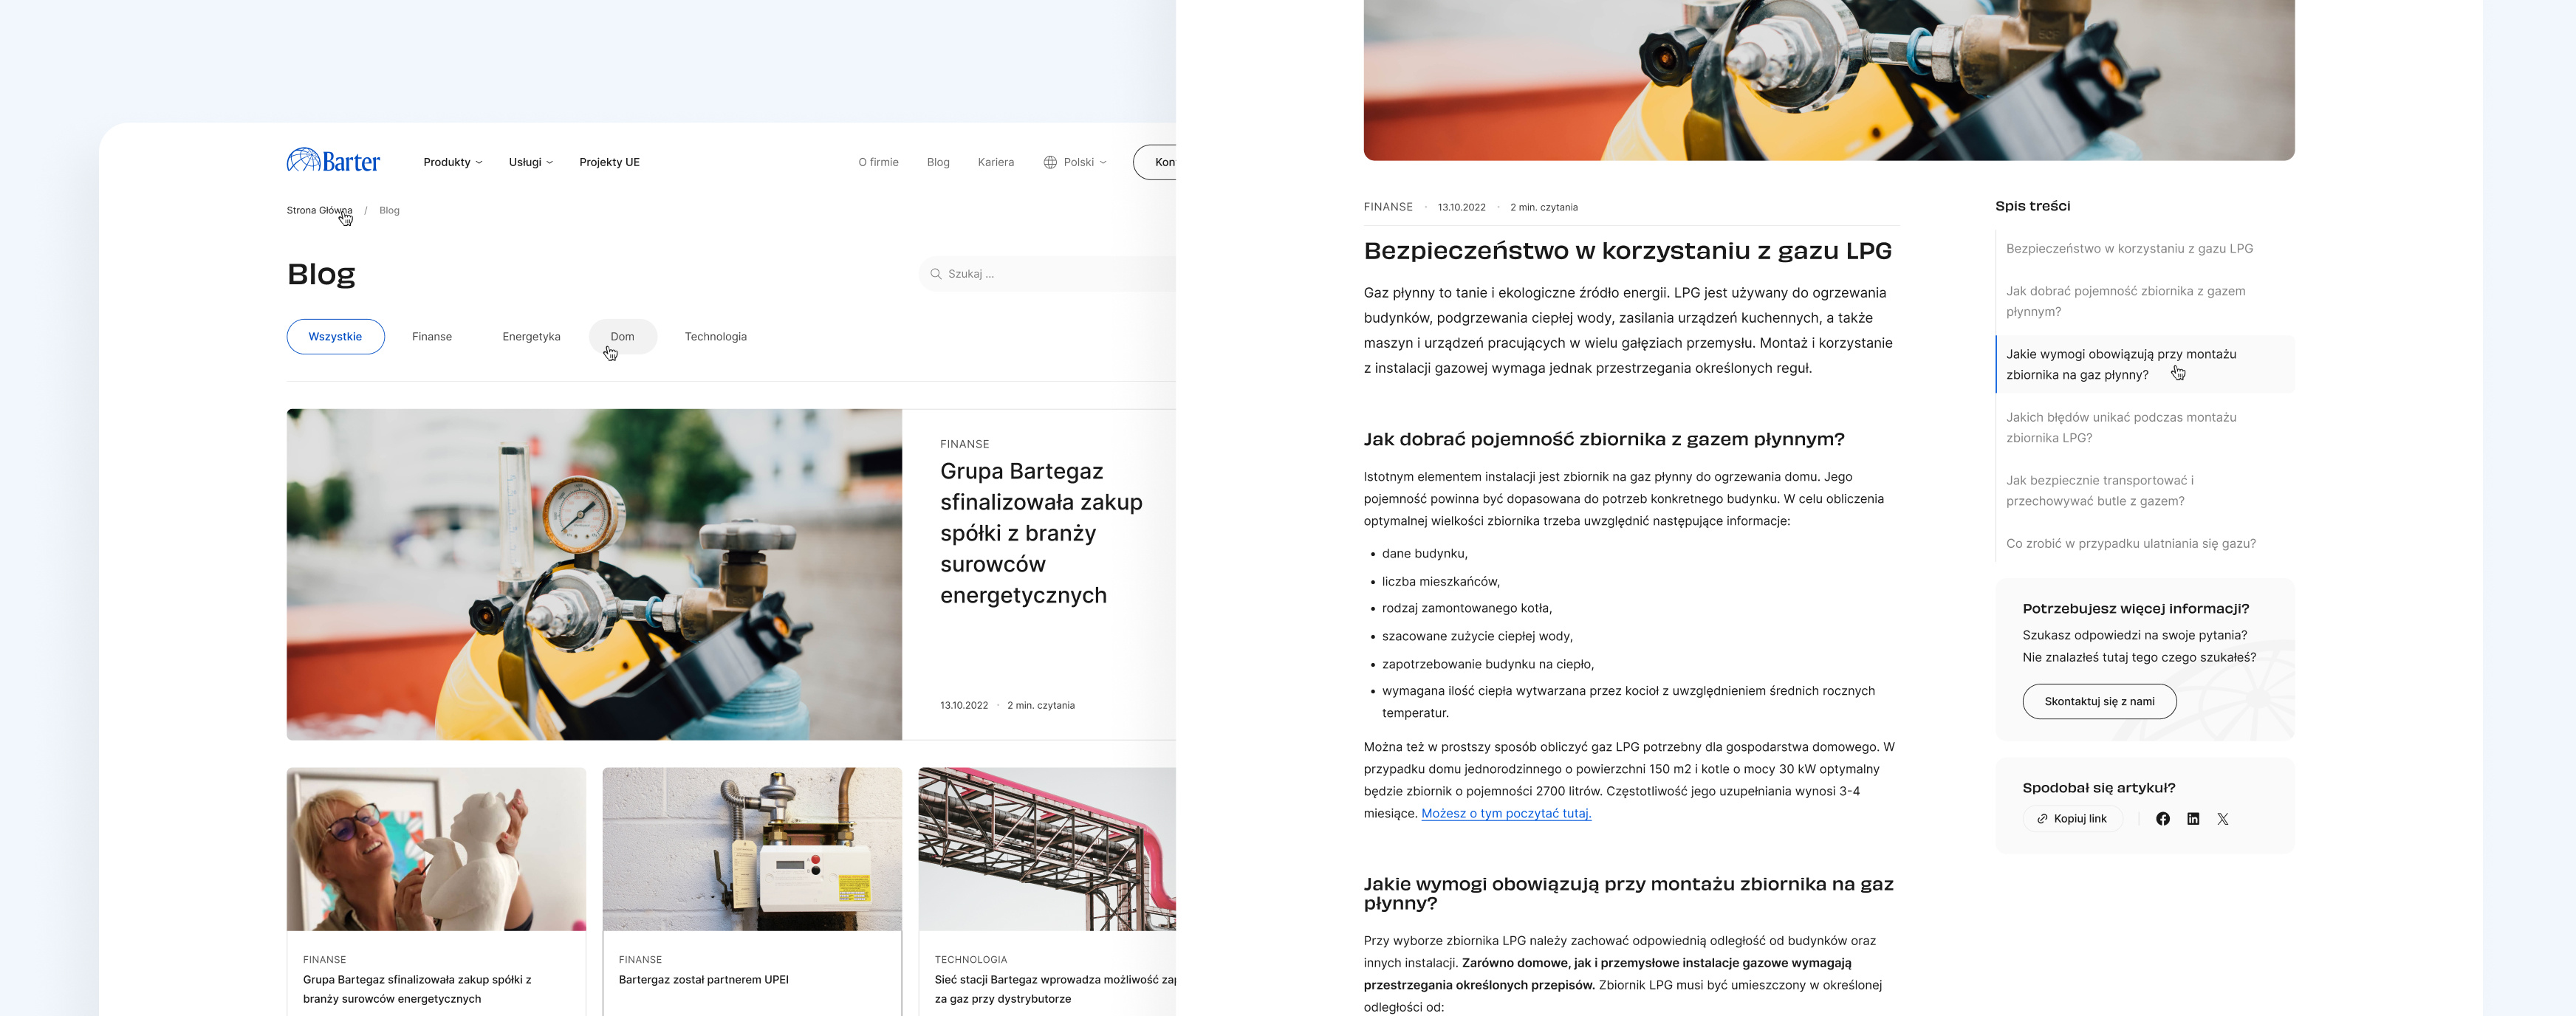 Barter
Produkty
Usługi
Projekty UE
O firmie
Blog
Kariera
Polski
Kon
Strona Główna / Blog
Blog
Szukaj ...
Wszystkie
Finanse
Energetyka
Dom
Technologia
FINANSE
Grupa Bartegaz
sfinalizowała zakup
spółki z branży
surowców
energetycznych
13.10.2022 · 2 min. czytania
FINANSE
Grupa Bartegaz sfinalizowała zakup spółki z
branży surowców energetycznych
FINANSE
Bartergaz został partnerem UPEI
TECHNOLOGIA
Sieć stacji Bartegaz wprowadza możliwość zap
za gaz przy dystrybutorze
FINANSE · 13.10.2022 · 2 min. czytania
Bezpieczeństwo w korzystaniu z gazu LPG
Gaz płynny to tanie i ekologiczne źródło energii. LPG jest używany do ogrzewania
budynków, podgrzewania ciepłej wody, zasilania urządzeń kuchennych, a także
maszyn i urządzeń pracujących w wielu gałęziach przemysłu. Montaż i korzystanie
z instalacji gazowej wymaga jednak przestrzegania określonych reguł.
Jak dobrać pojemność zbiornika z gazem płynnym?
Istotnym elementem instalacji jest zbiornik na gaz płynny do ogrzewania domu. Jego
pojemność powinna być dopasowana do potrzeb konkretnego budynku. W celu obliczenia
optymalnej wielkości zbiornika trzeba uwzględnić następujące informacje:
• dane budynku,
• liczba mieszkańców,
• rodzaj zamontowanego kotła,
• szacowane zużycie ciepłej wody,
• zapotrzebowanie budynku na ciepło,
• wymagana ilość ciepła wytwarzana przez kocioł z uwzględnieniem średnich rocznych
temperatur.
Można też w prostszy sposób obliczyć gaz LPG potrzebny dla gospodarstwa domowego. W
przypadku domu jednorodzinnego o powierzchni 150 m2 i kotle o mocy 30 kW optymalny
będzie zbiornik o pojemności 2700 litrów. Częstotliwość jego uzupełniania wynosi 3-4
miesiące. Możesz o tym poczytać tutaj.
Jakie wymogi obowiązują przy montażu zbiornika na gaz
płynny?
Przy wyborze zbiornika LPG należy zachować odpowiednią odległość od budynków oraz
innych instalacji. Zarówno domowe, jak i przemysłowe instalacje gazowe wymagają
przestrzegania określonych przepisów. Zbiornik LPG musi być umieszczony w określonej
odległości od:
Spis treści
Bezpieczeństwo w korzystaniu z gazu LPG
Jak dobrać pojemność zbiornika z gazem
płynnym?
Jakie wymogi obowiązują przy montażu
zbiornika na gaz płynny?
Jakich błędów unikać podczas montażu
zbiornika LPG?
Jak bezpiecznie transportować i
przechowywać butle z gazem?
Co zrobić w przypadku ulatniania się gazu?
Potrzebujesz więcej informacji?
Szukasz odpowiedzi na swoje pytania?
Nie znalazłeś tutaj tego czego szukałeś?
Skontaktuj się z nami
Spodobał się artykuł?
Kopiuj link